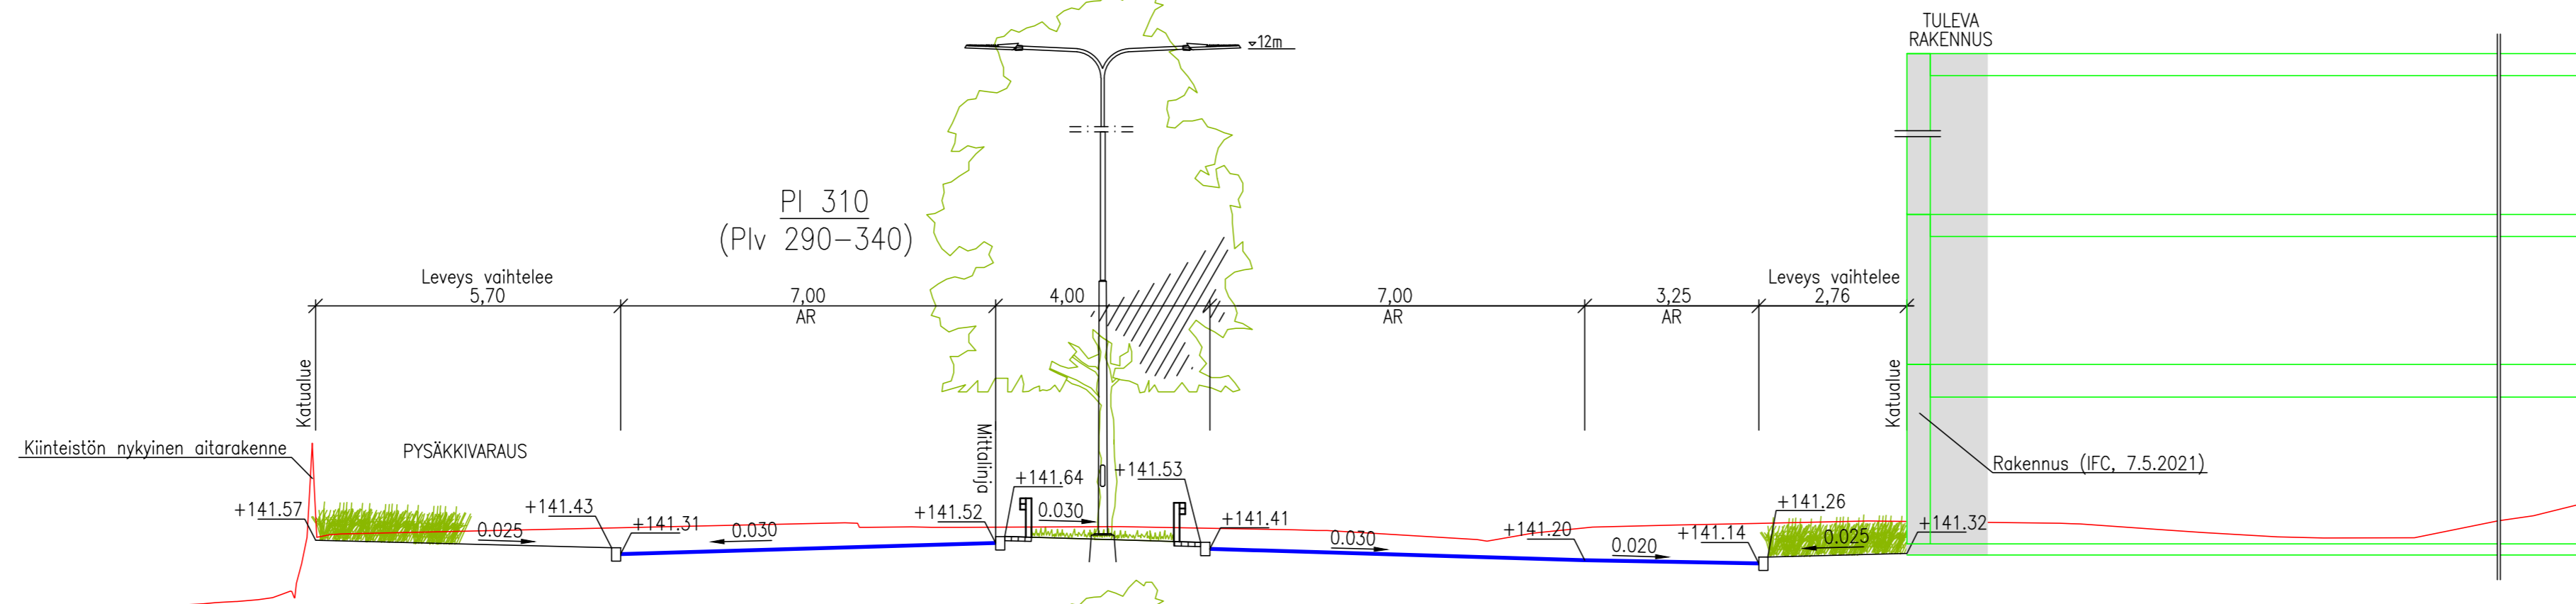 TULEVA
RAKENNUS
12m
Pl 310
(Plv 290-340)
Leveys vaihtelee
5,70
7,00
AR
4,00
7,00
AR
3,25
AR
Leveys vaihtelee
2,76
Katualue
Mittalinja
Katualue
Kiinteistön nykyinen aitarakenne
PYSÄKKIVARAUS
Rakennus (IFC, 7.5.2021)
+141.57
0.025
+141.43
+141.31
0.030
+141.52
+141.64
0.030
+141.53
+141.41
0.030
+141.20
0.020
+141.14
+141.26
0.025
+141.32